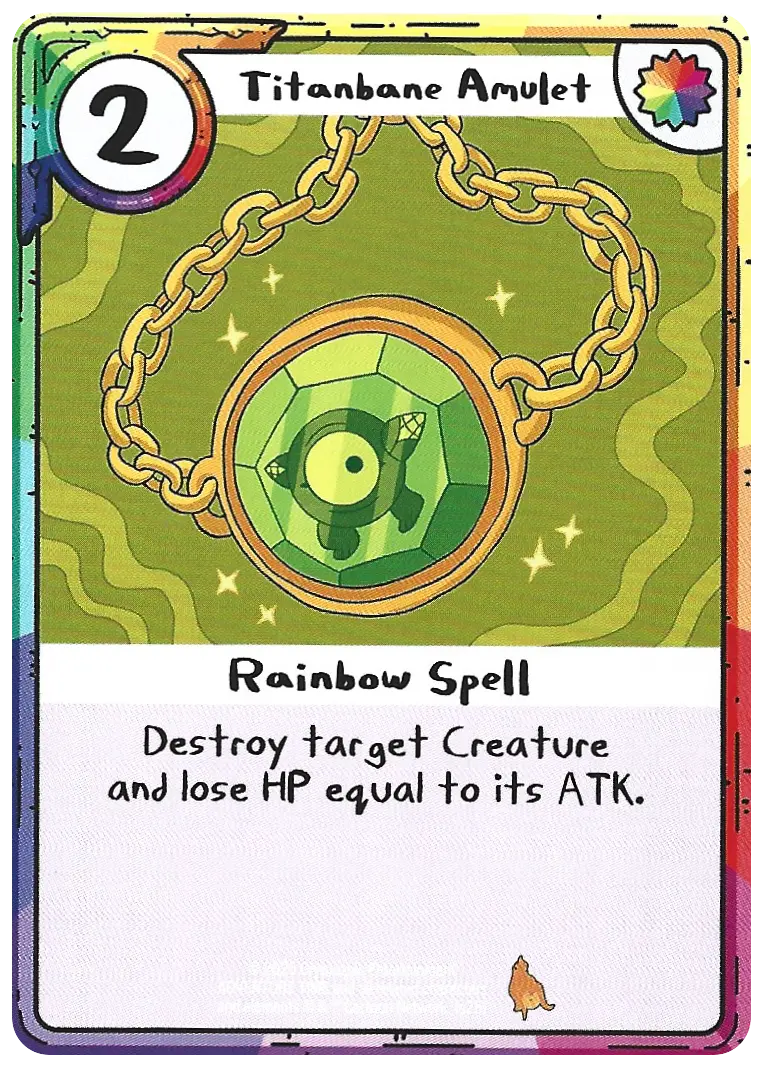 2
Titanbane Amulet
Rainbow Spell
Destroy target Creature
and lose HP equal to its ATK.